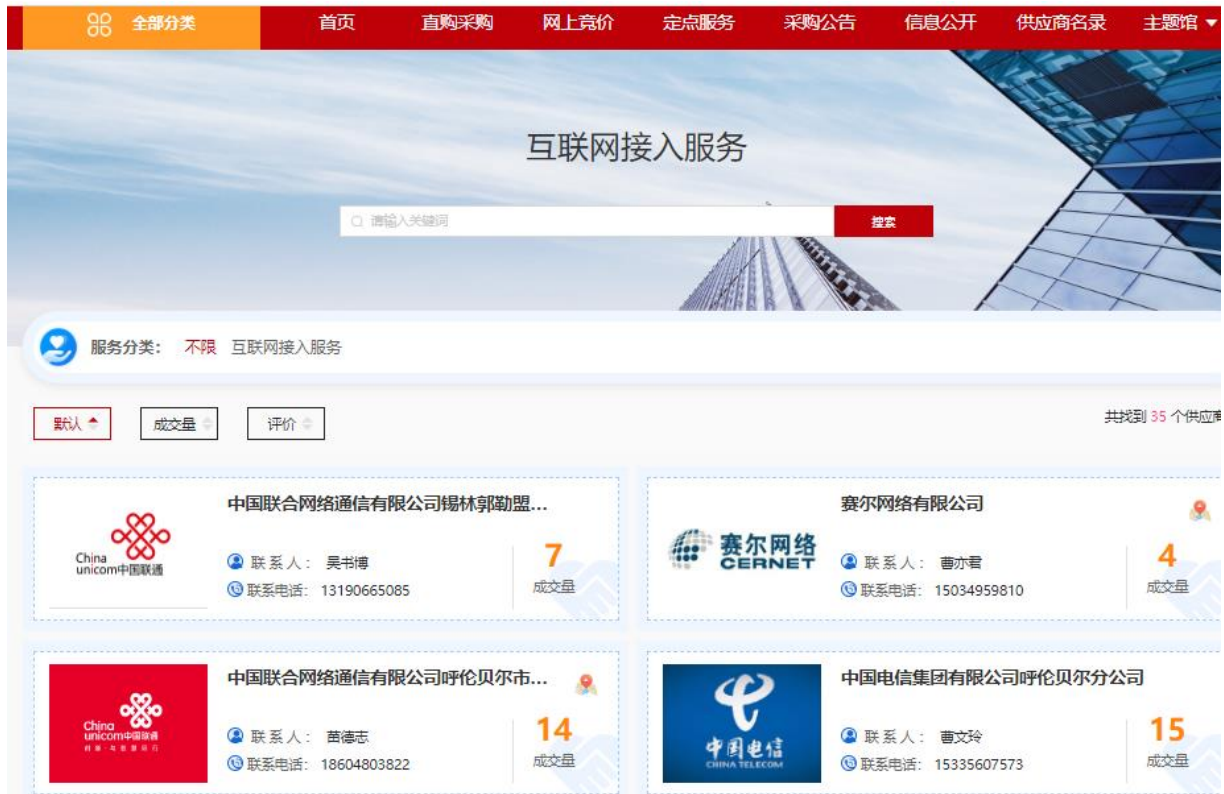 全部分类 首页 直购采购 网上竞价 定点服务 采购公告 信息公开 供应商名录 主题馆
互联网接入服务
请输入关键词 搜索
服务分类： 不限 互联网接入服务
默认 成交量 评价 共找到 35 个供应商
中国联合网络通信有限公司锡林郭勒盟...
China
unicom中国联通
联 系 人： 吴书博
联系电话： 13190665085
7
成交量
赛尔网络有限公司
赛尔网络
CERNET
联 系 人： 曹亦君
联系电话： 15034959810
4
成交量
中国联合网络通信有限公司呼伦贝尔市...
China
unicom中国联通
联 系 人： 苗德志
联系电话： 18604803822
14
成交量
中国电信集团有限公司呼伦贝尔分公司
中国电信
CHINA TELECOM
联 系 人： 曹文玲
联系电话： 15335607573
15
成交量